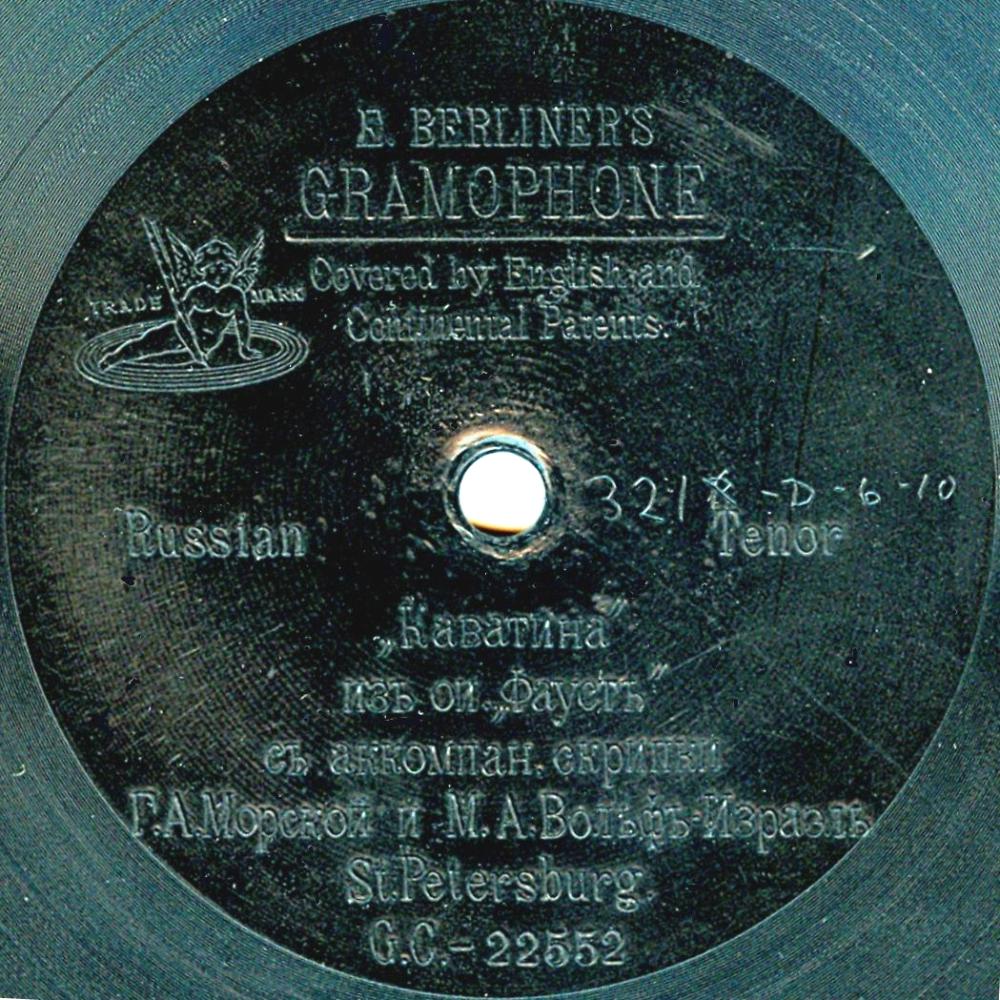 E. BERLINER'S
GRAMOPHONE
Covered by English and
Continental Patents.
TRADE MARK
3218-D-6-10
Russian Tenor
„Каватина"
изъ оп. „Фаустъ"
съ аккомпан. скрипки
Г.А.Морской и М.А.Вольфъ-Израэль
St.Petersburg.
G.C.-22552